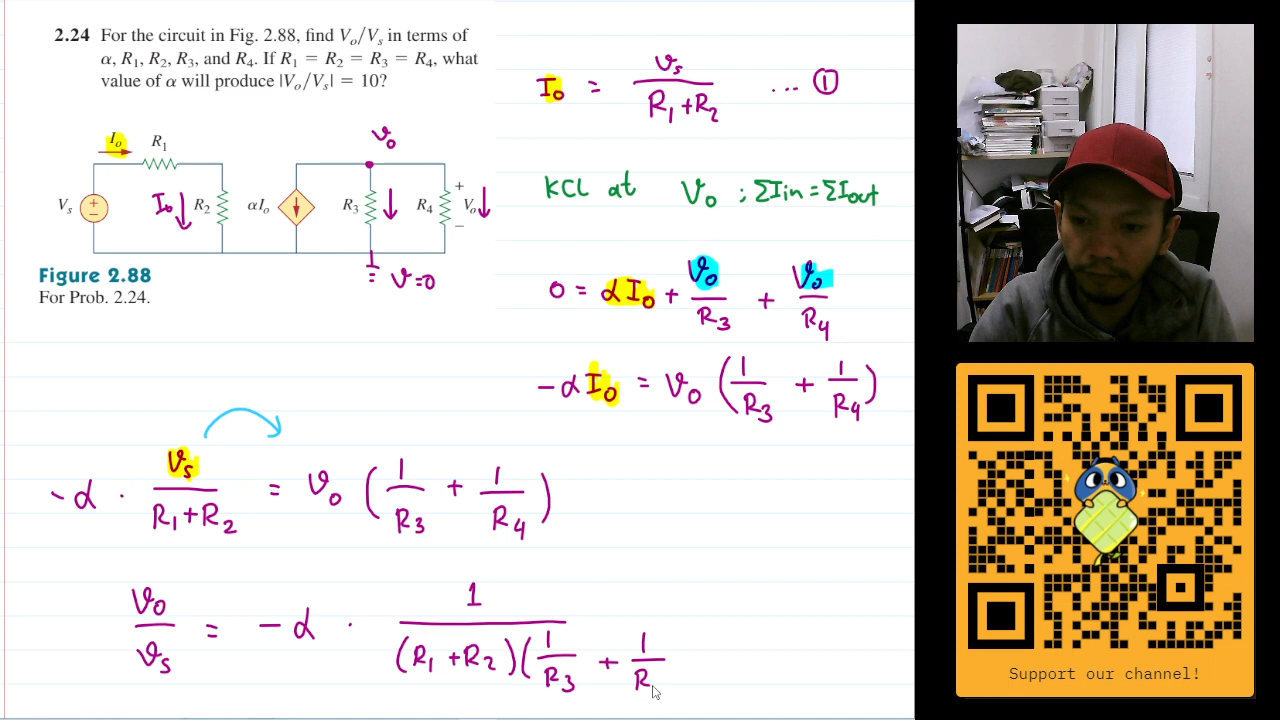 2.24 For the circuit in Fig. 2.88, find Vo/Vs in terms of
α, R1, R2, R3, and R4. If R1 = R2 = R3 = R4, what
value of α will produce |Vo/Vs| = 10?
Io R1 vo
Vs + − Io R2 αIo R3 R4 + Vo −
v=0
Figure 2.88
For Prob. 2.24.
Io = vs / (R1+R2) ... ①
KCL at vo ; ΣIin = ΣIout
0 = αIo + vo/R3 + vo/R4
−αIo = vo (1/R3 + 1/R4)
−α · vs/(R1+R2) = vo (1/R3 + 1/R4)
vo/vs = −α · 1 / (R1+R2)(1/R3 + 1/R
Support our channel!